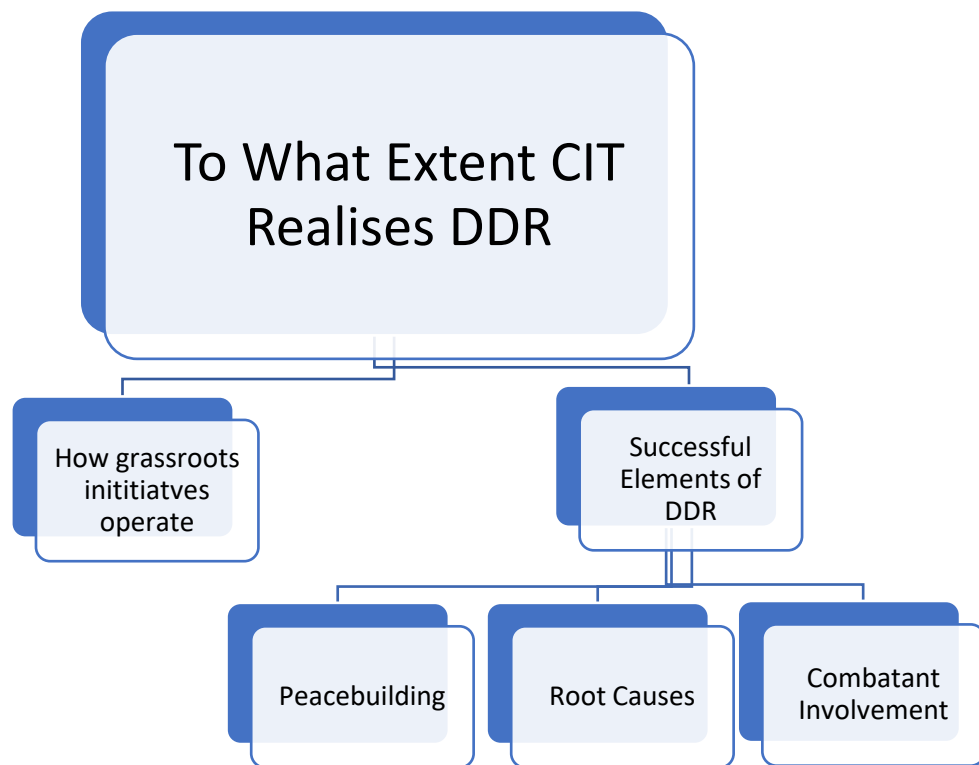 To What Extent CIT
Realises DDR
How grassroots
inititiatves
operate
Successful
Elements of
DDR
Peacebuilding
Root Causes
Combatant
Involvement